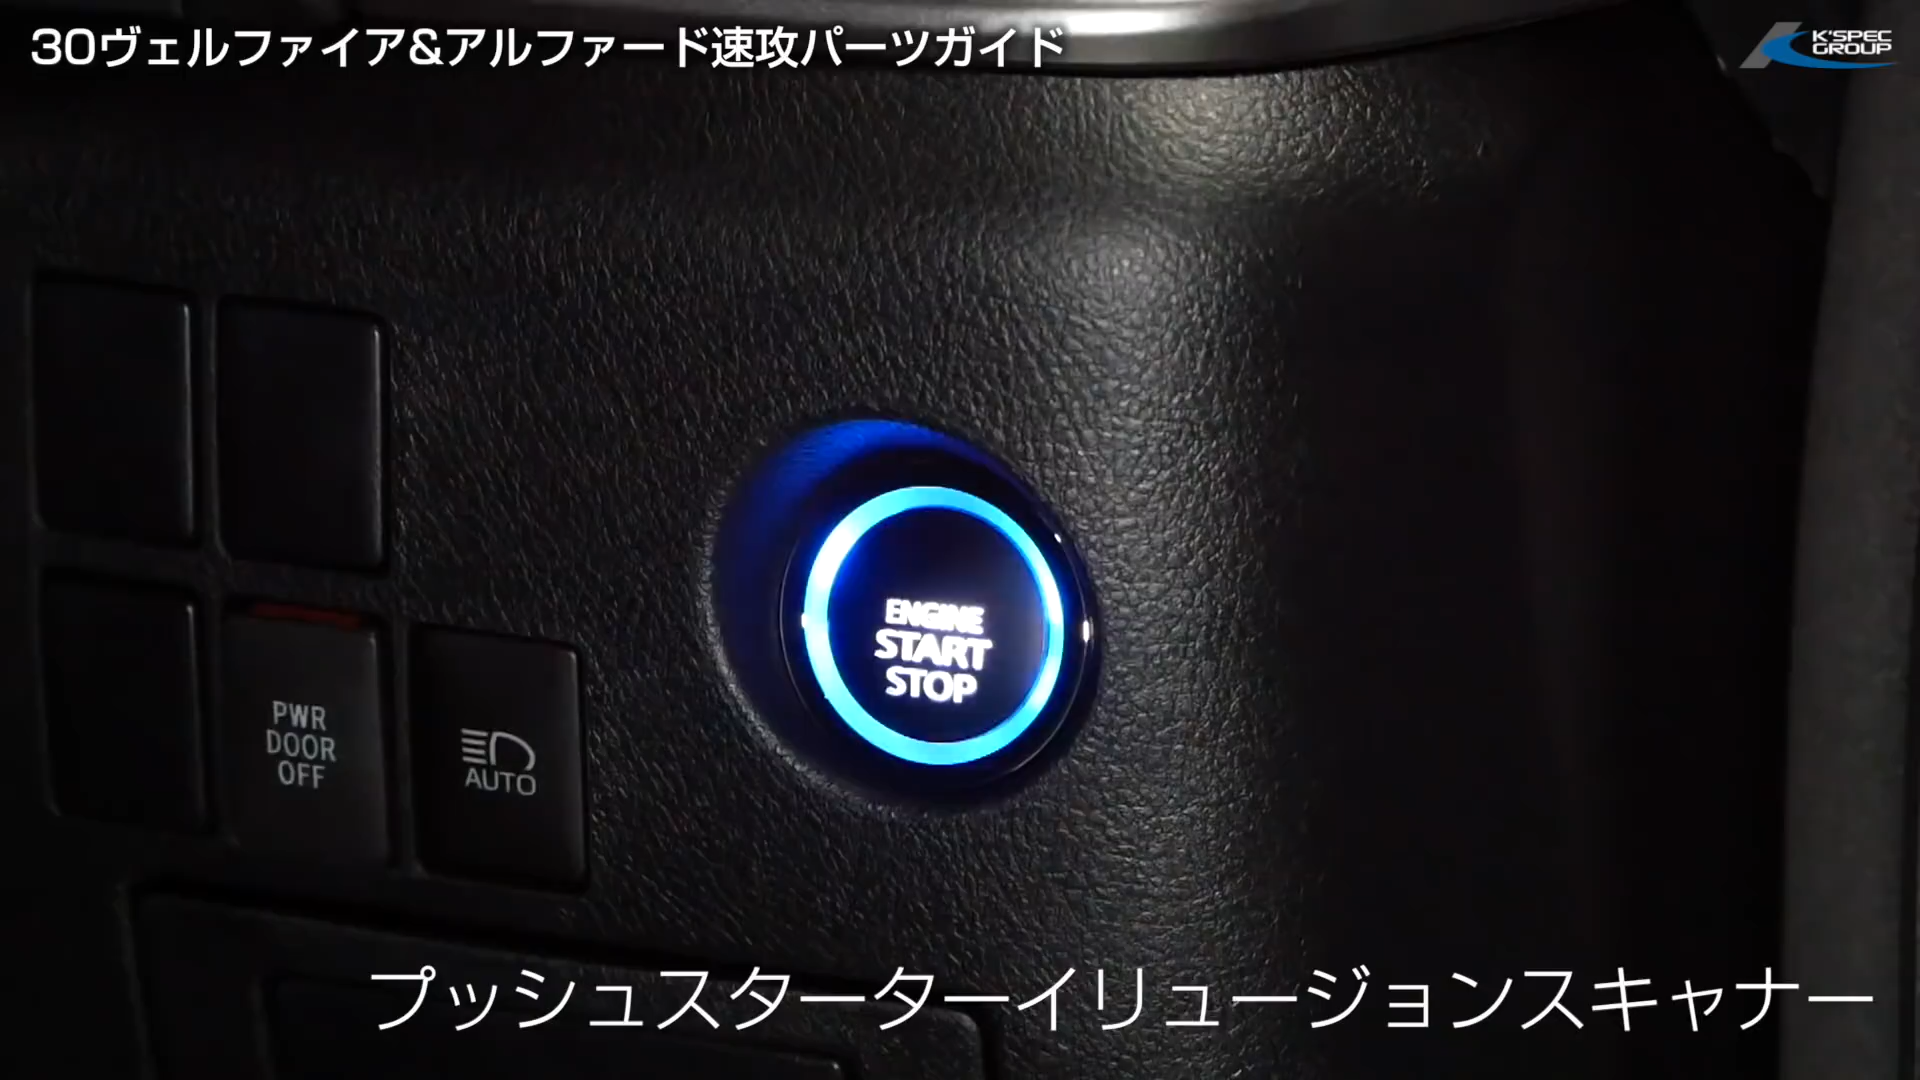 30ヴェルファイア&アルファード速攻パーツガイド
K'SPEC
GROUP
ENGINE
START
STOP
PWR
DOOR
OFF
AUTO
プッシュスターターイリュージョンスキャナー